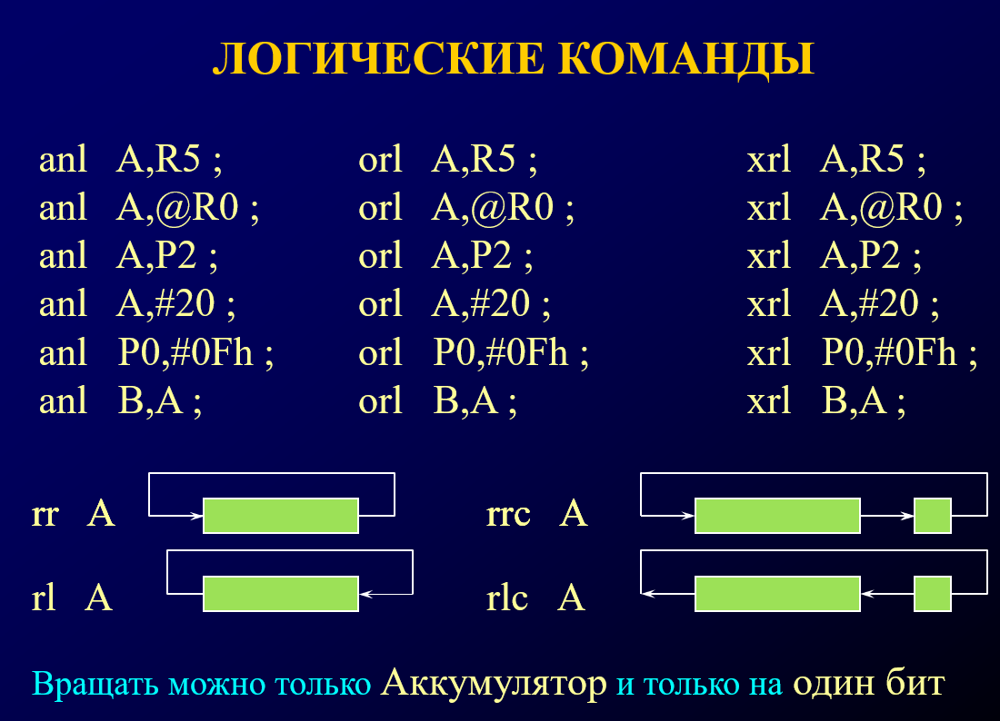 ЛОГИЧЕСКИЕ КОМАНДЫ
anl A,R5 ; orl A,R5 ; xrl A,R5 ;
anl A,@R0 ; orl A,@R0 ; xrl A,@R0 ;
anl A,P2 ; orl A,P2 ; xrl A,P2 ;
anl A,#20 ; orl A,#20 ; xrl A,#20 ;
anl P0,#0Fh ; orl P0,#0Fh ; xrl P0,#0Fh ;
anl B,A ; orl B,A ; xrl B,A ;
rr A rrc A
rl A rlc A
Вращать можно только Аккумулятор и только на один бит